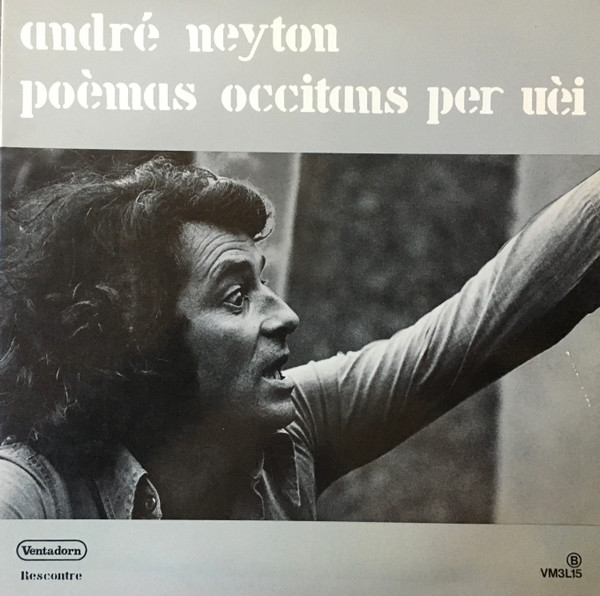 andré neyton
poèmas occitans per uèi
Ventadorn
Rescontre
B
VM3L15